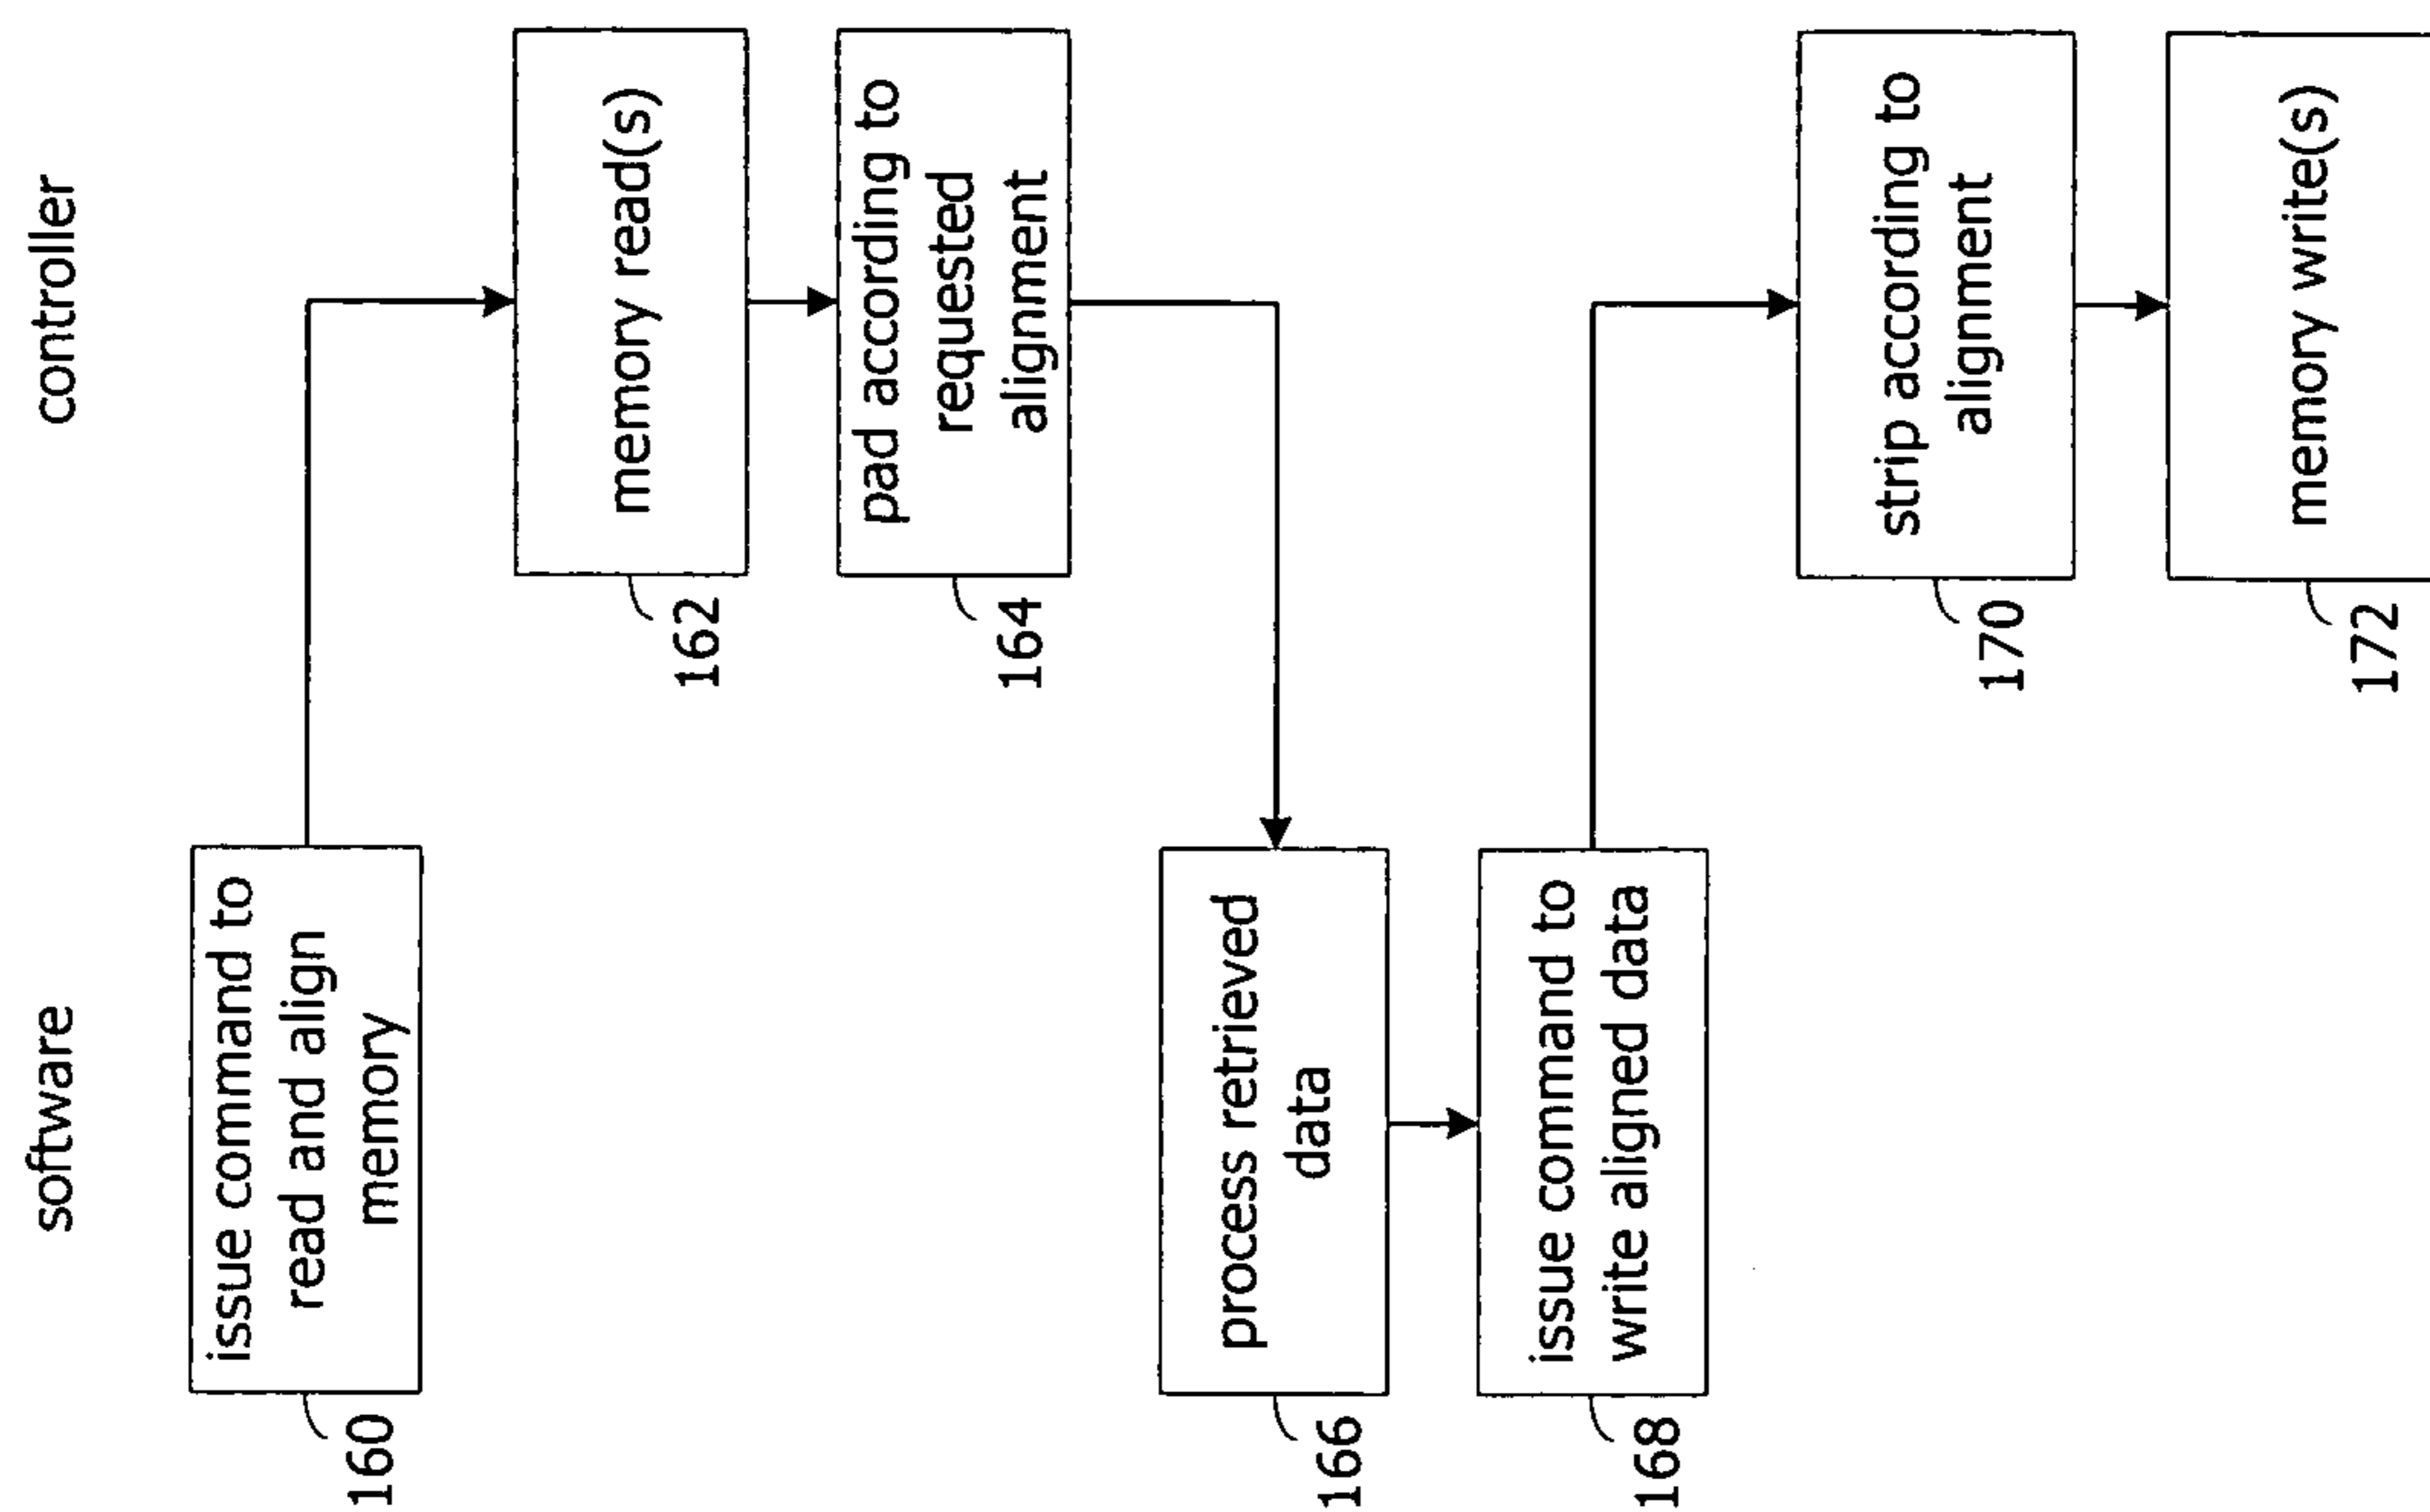 software
controller
issue command to
read and align
memory
160
memory read(s)
162
pad according to
requested
alignment
164
process retrieved
data
166
issue command to
write aligned data
168
strip according to
alignment
170
memory write(s)
172